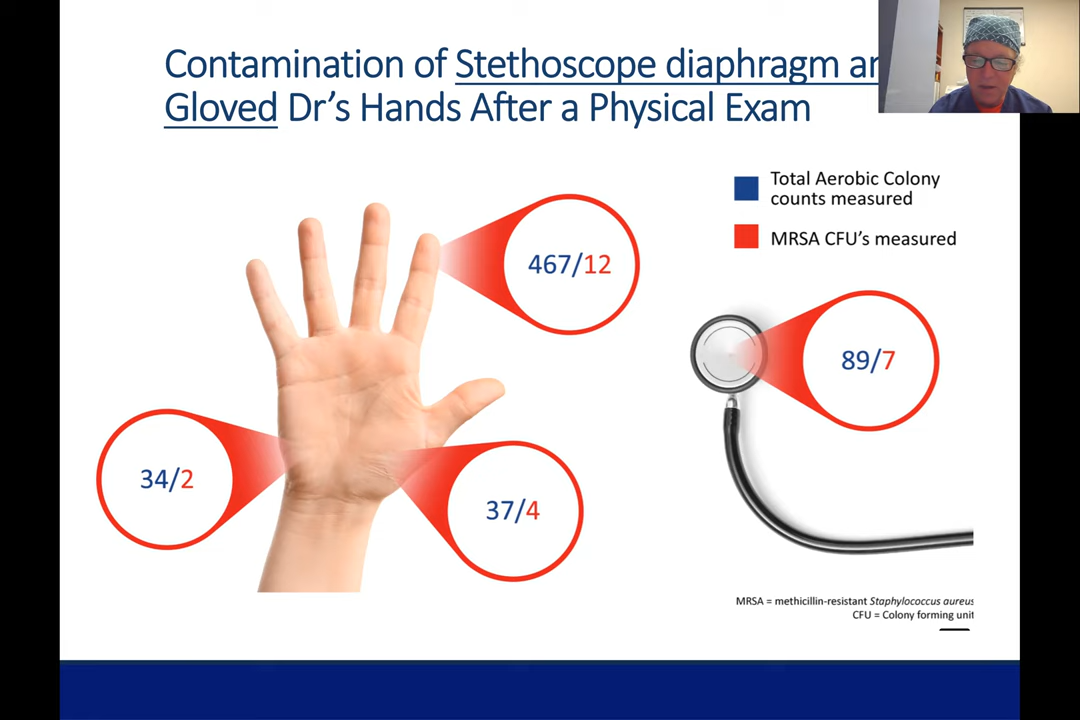 Contamination of Stethoscope diaphragm
Gloved Dr’s Hands After a Physical Exam
Total Aerobic Colony
counts measured
MRSA CFU’s measured
467/12
89/7
34/2
37/4
MRSA = methicillin-resistant Staphylococcus aureus
CFU = Colony forming unit